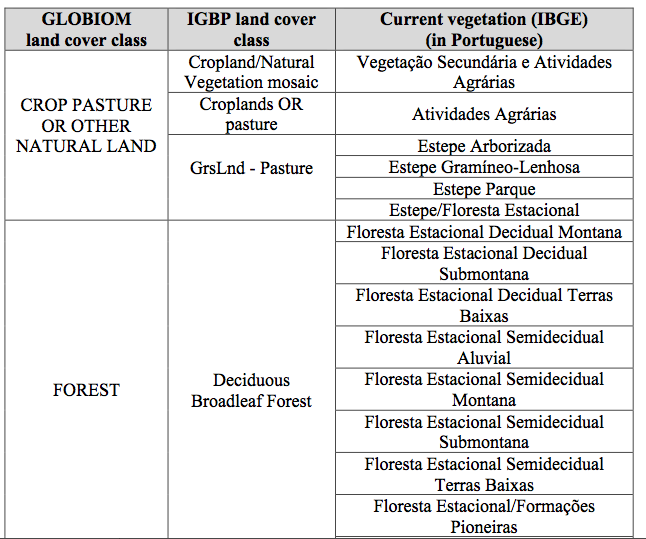 GLOBIOM
land cover class
IGBP land cover
class
Current vegetation (IBGE)
(in Portuguese)
CROP PASTURE
OR OTHER
NATURAL LAND
Cropland/Natural
Vegetation mosaic
Vegetação Secundária e Atividades
Agrárias
Croplands OR
pasture
Atividades Agrárias
GrsLnd - Pasture
Estepe Arborizada
Estepe Gramíneo-Lenhosa
Estepe Parque
Estepe/Floresta Estacional
FOREST
Deciduous
Broadleaf Forest
Floresta Estacional Decidual Montana
Floresta Estacional Decidual
Submontana
Floresta Estacional Decidual Terras
Baixas
Floresta Estacional Semidecidual
Aluvial
Floresta Estacional Semidecidual
Montana
Floresta Estacional Semidecidual
Submontana
Floresta Estacional Semidecidual
Terras Baixas
Floresta Estacional/Formações
Pioneiras